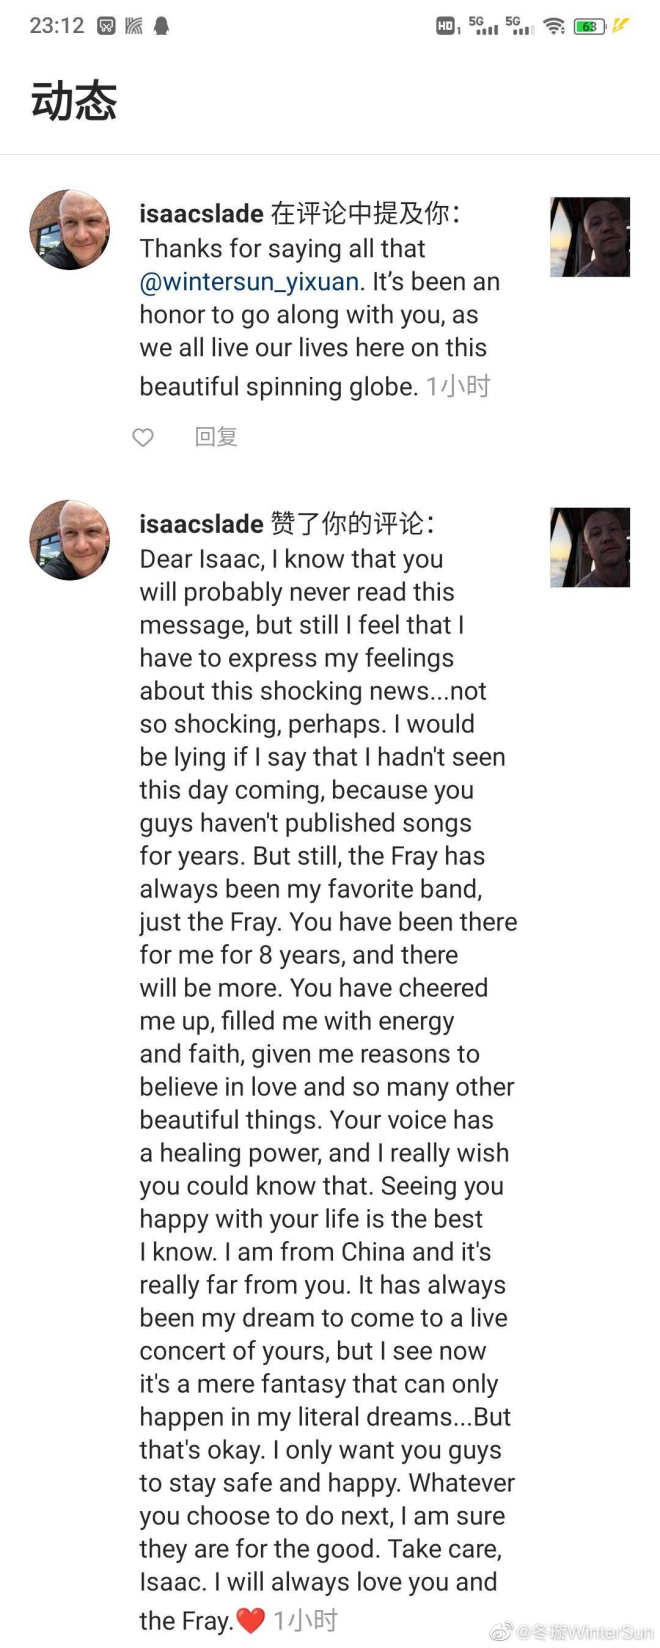 23:12 HD 1 5G 5G 63
动态
isaacslade 在评论中提及你：
Thanks for saying all that
@wintersun_yixuan. It’s been an
honor to go along with you, as
we all live our lives here on this
beautiful spinning globe. 1小时
回复
isaacslade 赞了你的评论：
Dear Isaac, I know that you
will probably never read this
message, but still I feel that I
have to express my feelings
about this shocking news...not
so shocking, perhaps. I would
be lying if I say that I hadn't seen
this day coming, because you
guys haven't published songs
for years. But still, the Fray has
always been my favorite band,
just the Fray. You have been there
for me for 8 years, and there
will be more. You have cheered
me up, filled me with energy
and faith, given me reasons to
believe in love and so many other
beautiful things. Your voice has
a healing power, and I really wish
you could know that. Seeing you
happy with your life is the best
I know. I am from China and it's
really far from you. It has always
been my dream to come to a live
concert of yours, but I see now
it's a mere fantasy that can only
happen in my literal dreams...But
that's okay. I only want you guys
to stay safe and happy. Whatever
you choose to do next, I am sure
they are for the good. Take care,
Isaac. I will always love you and
the Fray.❤️ 1小时
@冬璇WinterSun